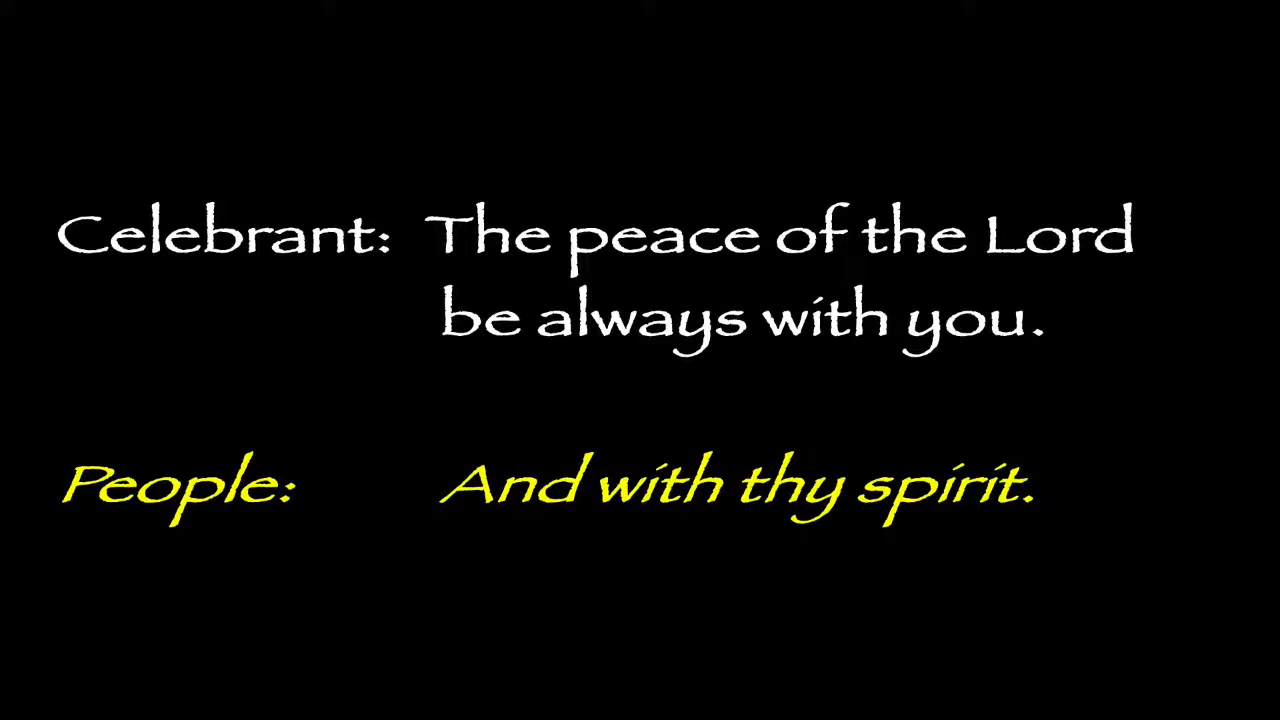 Celebrant: The peace of the Lord
be always with you.
People: And with thy spirit.